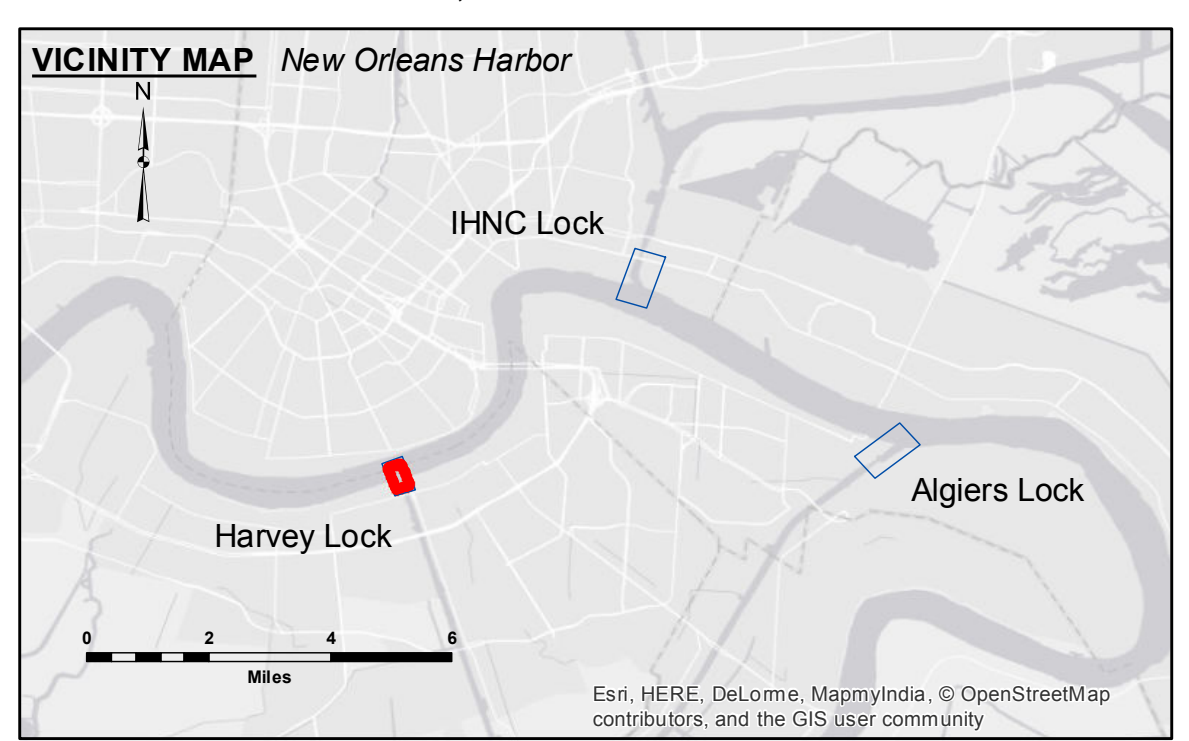 VICINITY MAP New Orleans Harbor
N
IHNC Lock
Algiers Lock
Harvey Lock
0 2 4 6
Miles
Esri, HERE, DeLorme, MapmyIndia, © OpenStreetMap
contributors, and the GIS user community